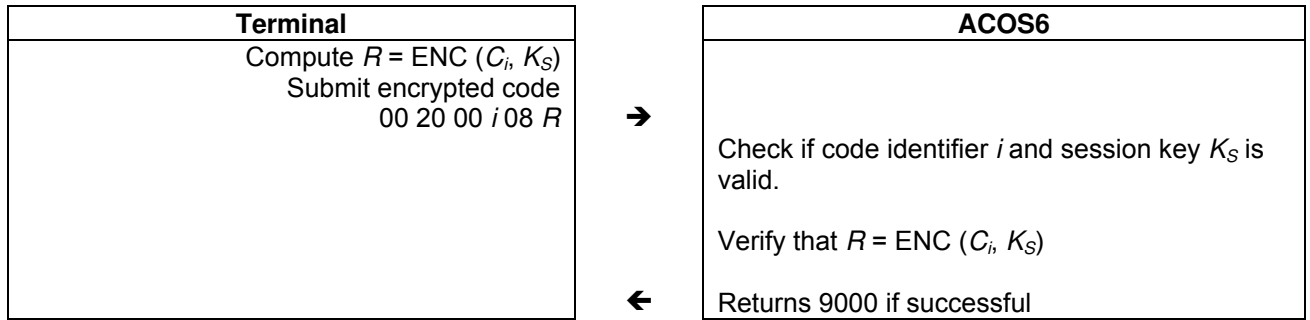 Terminal
Compute R = ENC (Ci, KS)
Submit encrypted code
00 20 00 i 08 R
➔
ACOS6
Check if code identifier i and session key KS is
valid.
Verify that R = ENC (Ci, KS)
🡸 Returns 9000 if successful